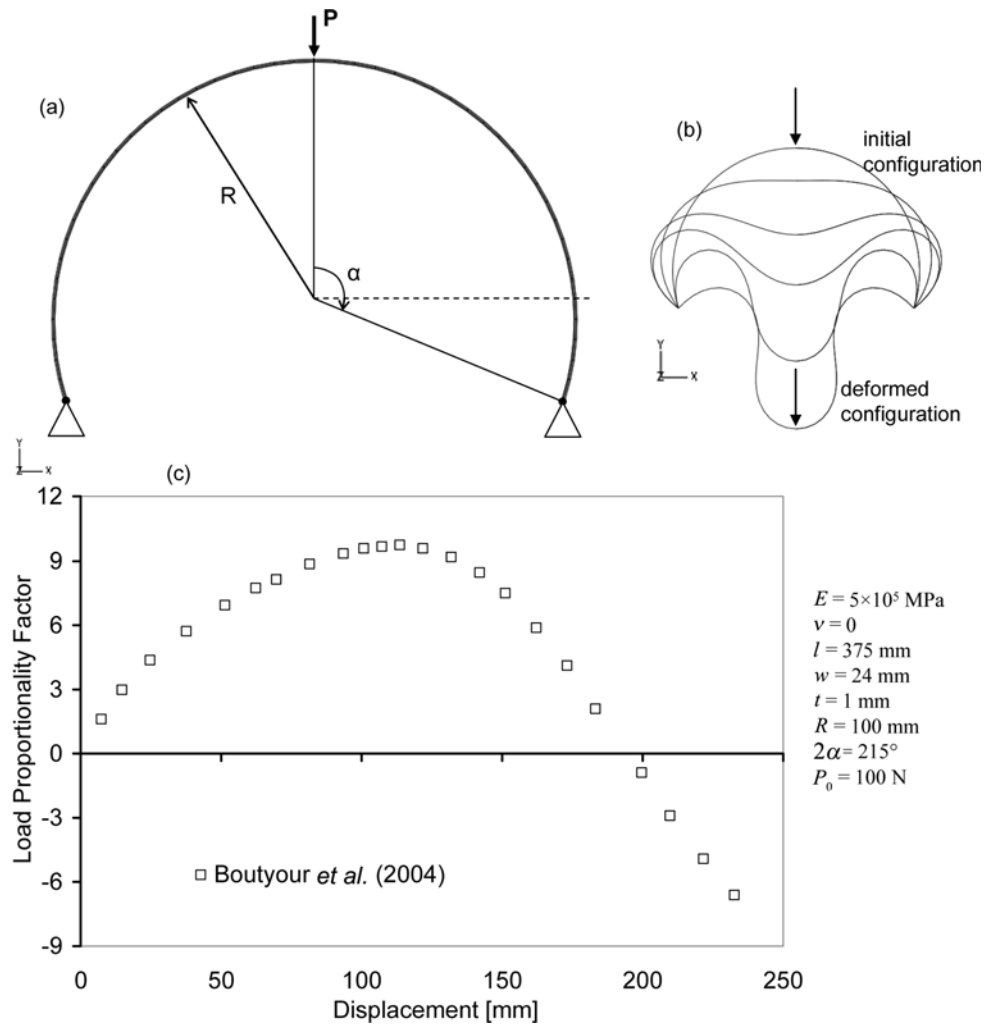 P
(a)
R
α
Y
Z X
(b)
initial
configuration
Y
Z X
deformed
configuration
(c)
12
9
6
3
0
-3
-6
-9
Load Proportionality Factor
Boutyour et al. (2004)
0 50 100 150 200 250
Displacement [mm]
E = 5×10⁵ MPa
ν = 0
l = 375 mm
w = 24 mm
t = 1 mm
R = 100 mm
2α = 215°
P₀ = 100 N